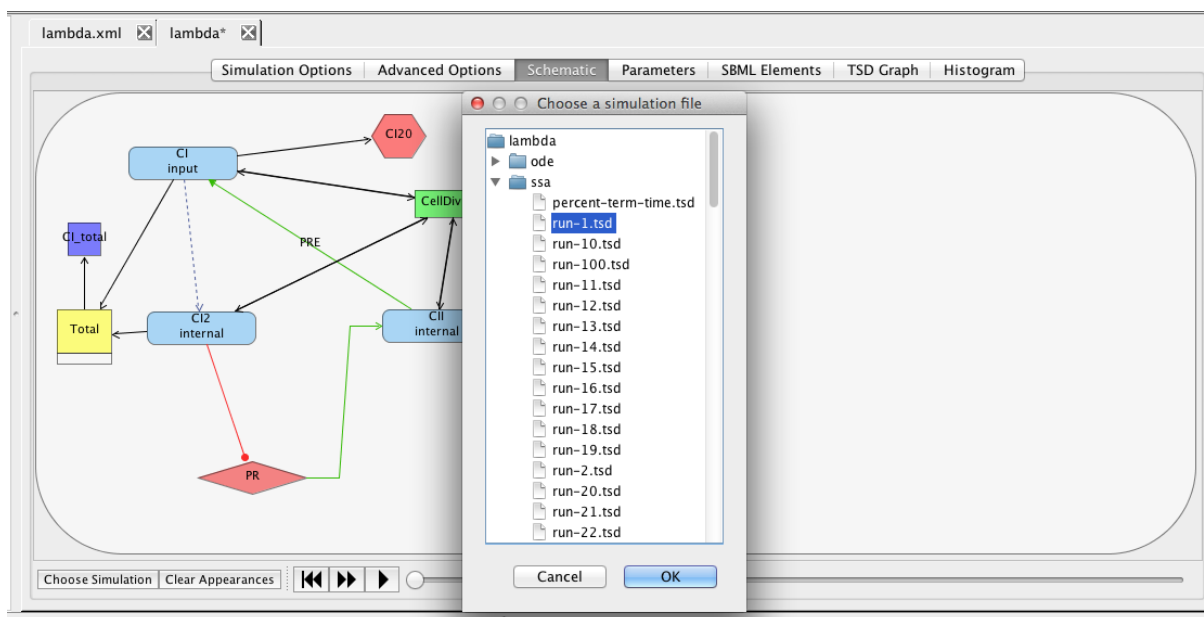 lambda.xml
lambda*
Simulation Options
Advanced Options
Schematic
Parameters
SBML Elements
TSD Graph
Histogram
CI
input
CI20
CellDiv
CI_total
PRE
Total
CI2
internal
CII
internal
PR
Choose a simulation file
lambda
ode
ssa
percent-term-time.tsd
run-1.tsd
run-10.tsd
run-100.tsd
run-11.tsd
run-12.tsd
run-13.tsd
run-14.tsd
run-15.tsd
run-16.tsd
run-17.tsd
run-18.tsd
run-19.tsd
run-2.tsd
run-20.tsd
run-21.tsd
run-22.tsd
Cancel
OK
Choose Simulation
Clear Appearances